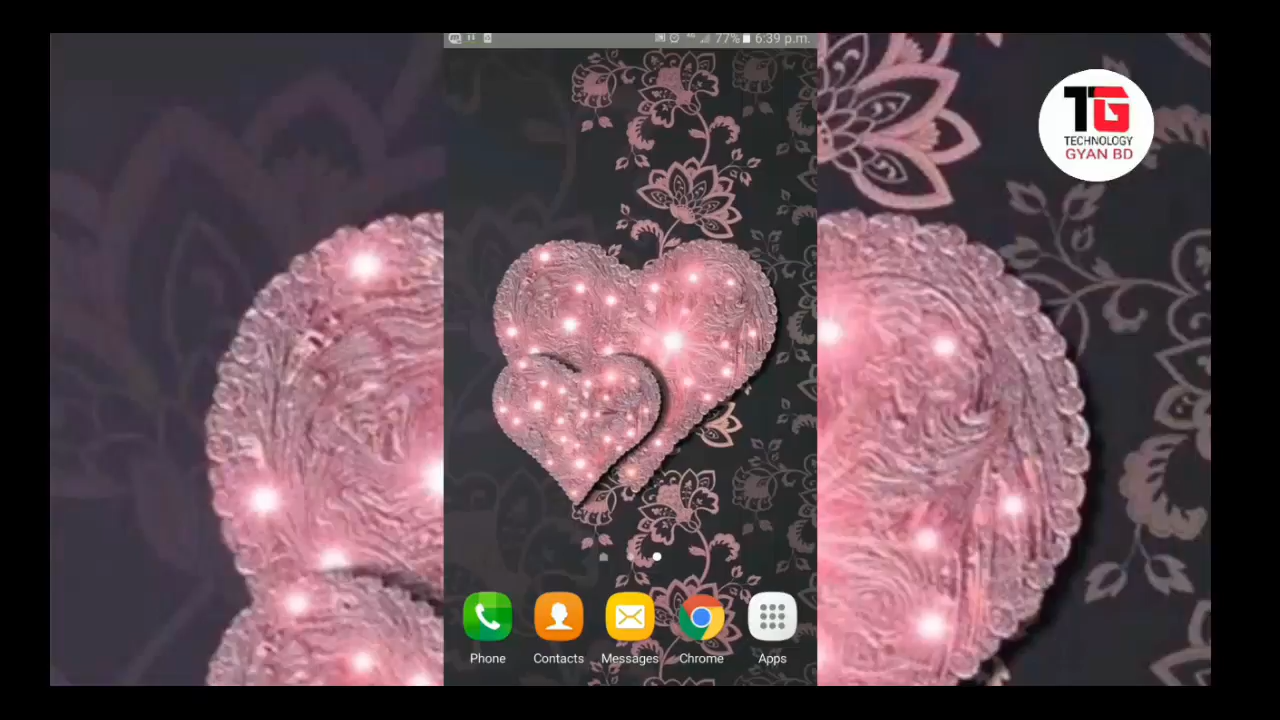 77% 6:39 p.m.
TG
TECHNOLOGY
GYAN BD
Phone Contacts Messages Chrome Apps